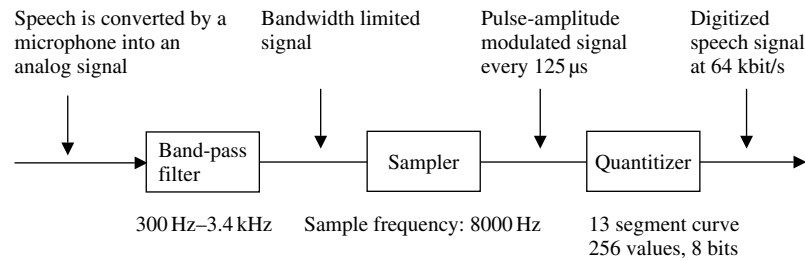 Speech is converted by a
microphone into an
analog signal
Bandwidth limited
signal
Pulse-amplitude
modulated signal
every 125 µs
Digitized
speech signal
at 64 kbit/s
Band-pass
filter
Sampler
Quantitizer
300 Hz–3.4 kHz
Sample frequency: 8000 Hz
13 segment curve
256 values, 8 bits